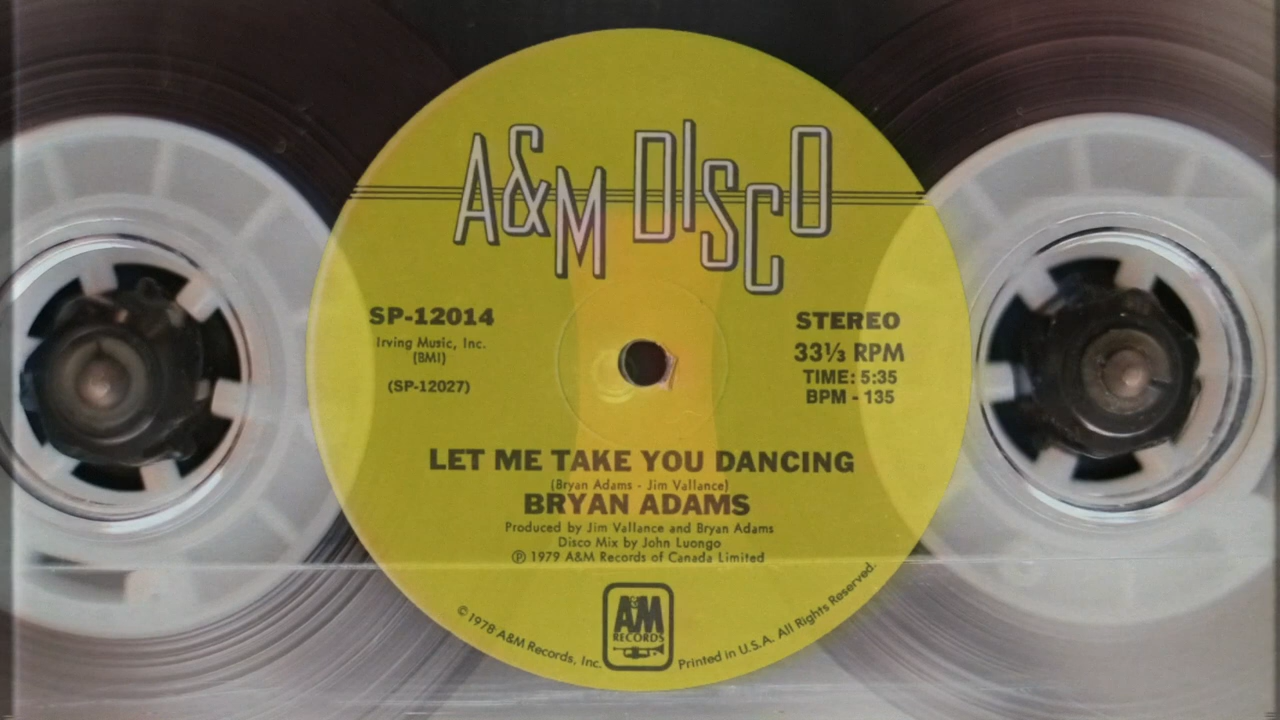 A&M DISCO
SP-12014
Irving Music, Inc.
(BMI)
(SP-12027)
STEREO
33⅓ RPM
TIME: 5:35
BPM - 135
LET ME TAKE YOU DANCING
(Bryan Adams - Jim Vallance)
BRYAN ADAMS
Produced by Jim Vallance and Bryan Adams
Disco Mix by John Luongo
℗ 1979 A&M Records of Canada Limited
A&M
RECORDS
© 1978 A&M Records, Inc. Printed in U.S.A. All Rights Reserved.